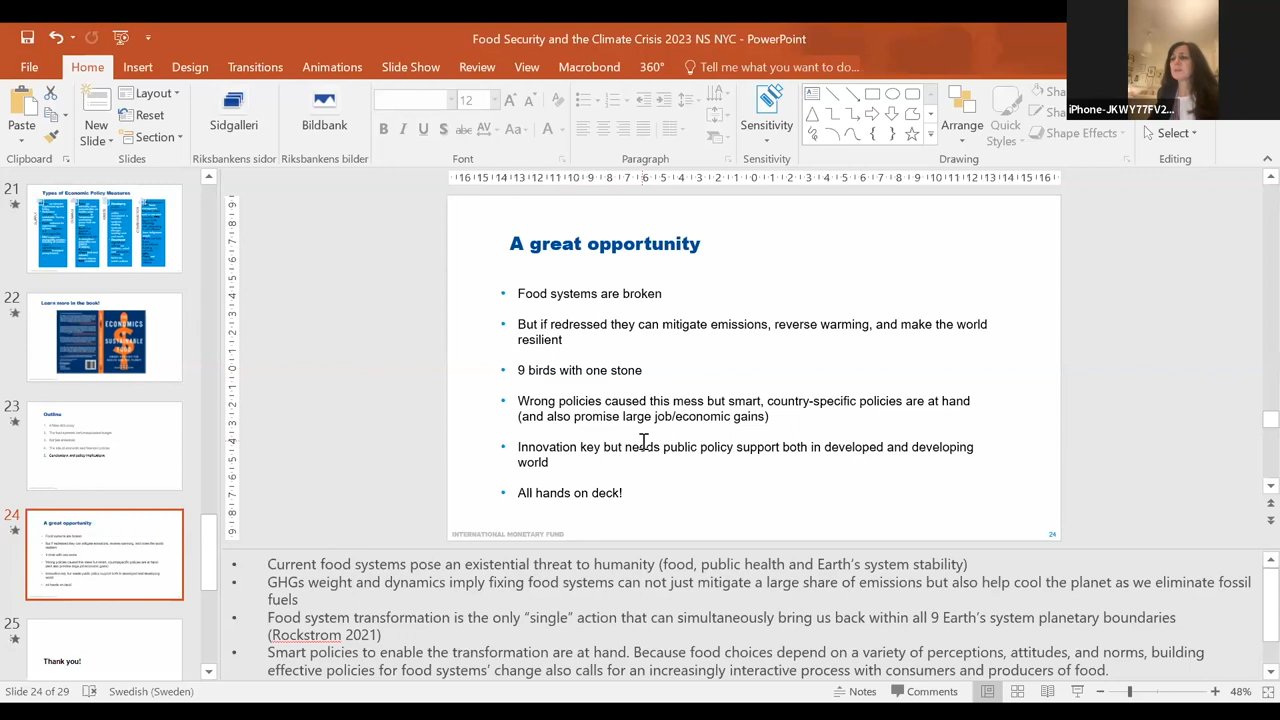 Food Security and the Climate Crisis 2023 NS NYC - PowerPoint
File Home Insert Design Transitions Animations Slide Show Review View Macrobond 360° Tell me what you want to do...
iPhone-JKWY77FV2...
Paste
New
Slide
Layout
Reset
Section
Sidgalleri
Bildbank
12
B I U S abc AV Aa A
Sensitivity
Arrange
Quick
Styles
Shape Effects
Select
Clipboard Slides Riksbankens sidor Riksbankens bilder Font Paragraph Sensitivity Drawing Editing
21
Types of Economic Policy Measures
22
Learn more in the book!
ECONOMICS
SUSTAINABLE
FOOD
23
Outline
24
A great opportunity
25
Thank you!
A great opportunity
• Food systems are broken
• But if redressed they can mitigate emissions, reverse warming, and make the world
resilient
• 9 birds with one stone
• Wrong policies caused this mess but smart, country-specific policies are at hand
(and also promise large job/economic gains)
• Innovation key but needs public policy support both in developed and developing
world
• All hands on deck!
INTERNATIONAL MONETARY FUND 24
• Current food systems pose an existential threat to humanity (food, public health and Earth's system stability)
• GHGs weight and dynamics imply fixing food systems can not just mitigate a large share of emissions but also help cool the planet as we eliminate fossil
fuels
• Food system transformation is the only “single” action that can simultaneously bring us back within all 9 Earth’s system planetary boundaries
(Rockstrom 2021)
• Smart policies to enable the transformation are at hand. Because food choices depend on a variety of perceptions, attitudes, and norms, building
effective policies for food systems’ change also calls for an increasingly interactive process with consumers and producers of food.
Slide 24 of 29 Swedish (Sweden) Notes Comments 48%